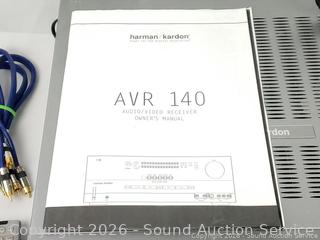 harman/kardon
AVR 140
AUDIO/VIDEO RECEIVER
OWNER'S MANUAL
kardon
Copyright 2026 - Sound Auction Service